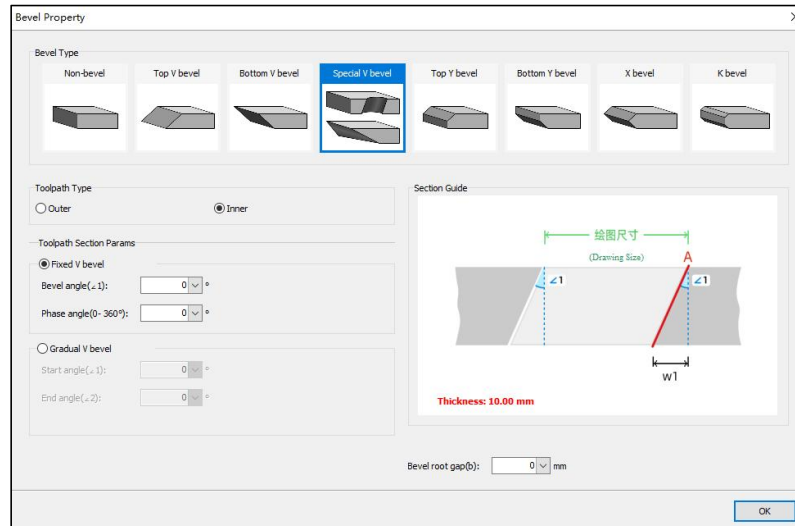 Bevel Property
Bevel Type
Non-bevel Top V bevel Bottom V bevel Special V bevel Top Y bevel Bottom Y bevel X bevel K bevel
Toolpath Type
Outer Inner
Toolpath Section Params
Fixed V bevel
Bevel angle(∠1): 0 °
Phase angle(0- 360°): 0 °
Gradual V bevel
Start angle(∠1): 0 °
End angle(∠2): 0 °
Section Guide
绘图尺寸
(Drawing Size)
A
∠1 ∠1
w1
Thickness: 10.00 mm
Bevel root gap(b): 0 mm
OK